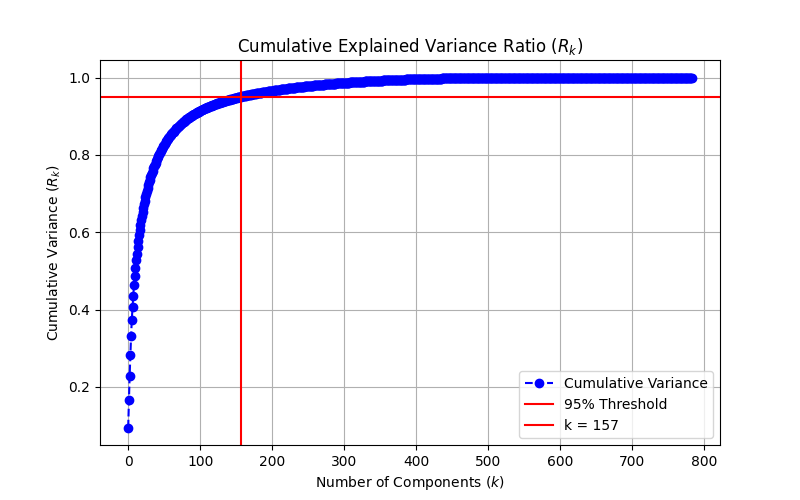 Cumulative Explained Variance Ratio (Rₖ)
Cumulative Variance (Rₖ)
1.0
0.8
0.6
0.4
0.2
0 100 200 300 400 500 600 700 800
Number of Components (k)
Cumulative Variance
95% Threshold
k = 157